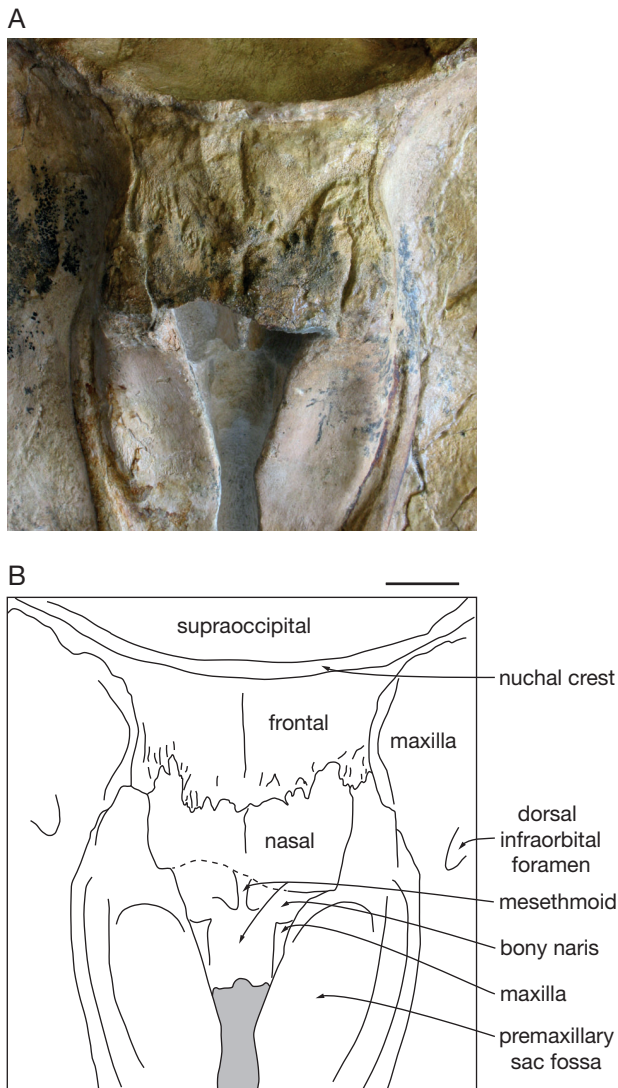 A
B
supraoccipital
nuchal crest
frontal
maxilla
nasal
dorsal
infraorbital
foramen
mesethmoid
bony naris
maxilla
premaxillary
sac fossa